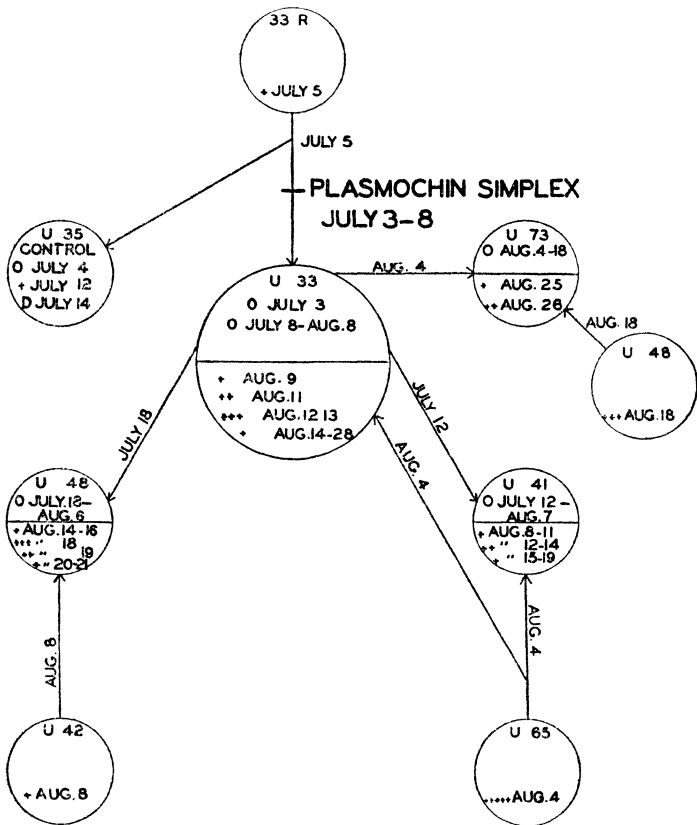 33 R
+ JULY 5
JULY 5
PLASMOCHIN SIMPLEX
JULY 3-8
U 35
CONTROL
O JULY 4
+ JULY 12
D JULY 14
U 73
O AUG. 4-18
+ AUG. 25
++ AUG. 28
AUG. 4
AUG. 18
U 33
O JULY 3
O JULY 8-AUG. 8
+ AUG. 9
++ AUG. 11
+++ AUG. 12 13
+ AUG. 14-28
U 48
+++ AUG. 18
JULY 18
JULY 12
AUG. 4
U 48
O JULY 18-
AUG. 6
+ AUG. 14-16
+++ " 18
++ " 19
+ " 20-21
U 41
O JULY 12-
AUG. 7
+ AUG. 8-11
++ " 12-14
+ " 15-19
AUG. 8
AUG. 4
U 42
+ AUG. 8
U 65
AUG. 4